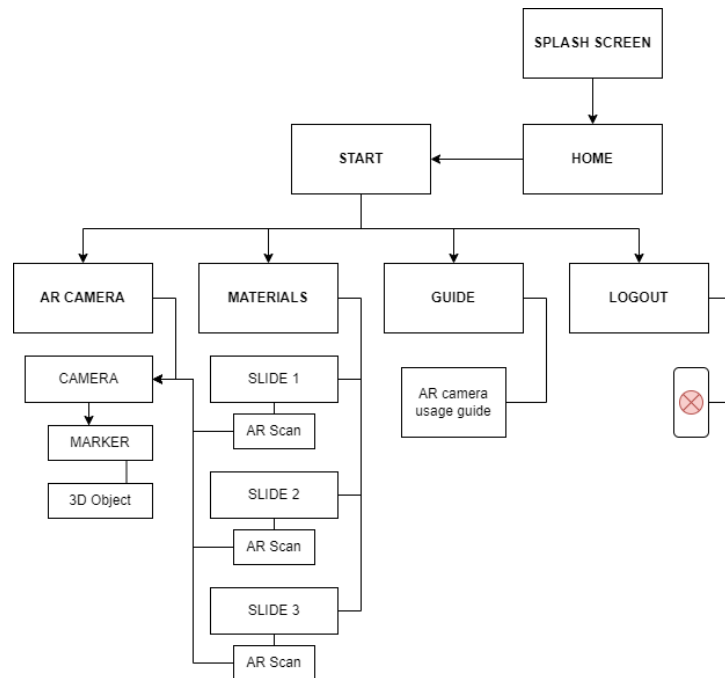 SPLASH SCREEN
START
HOME
AR CAMERA
MATERIALS
GUIDE
LOGOUT
CAMERA
MARKER
3D Object
SLIDE 1
AR Scan
SLIDE 2
AR Scan
SLIDE 3
AR Scan
AR camera
usage guide